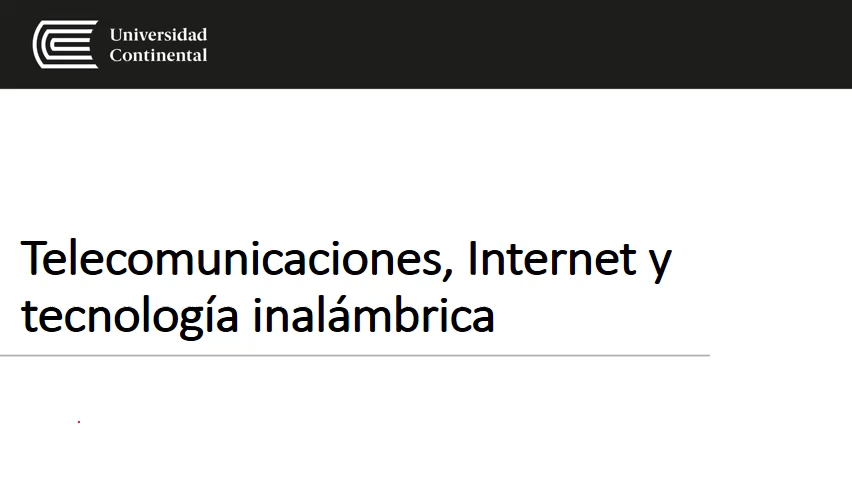 Universidad
Continental
Telecomunicaciones, Internet y
tecnología inalámbrica